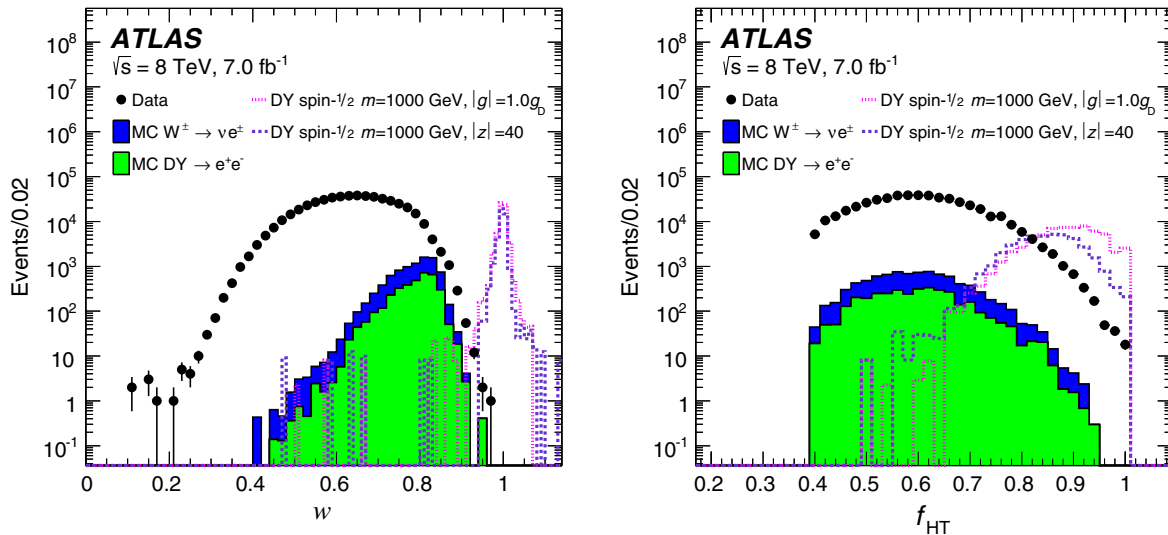 ATLAS
√s = 8 TeV, 7.0 fb⁻¹
Data
MC W± → νe±
MC DY → e⁺e⁻
DY spin-1/2 m=1000 GeV, |g|=1.0g_D
DY spin-1/2 m=1000 GeV, |z|=40
Events/0.02
10⁸
10⁷
10⁶
10⁵
10⁴
10³
10²
10
1
10⁻¹
0 0.2 0.4 0.6 0.8 1
w
ATLAS
√s = 8 TeV, 7.0 fb⁻¹
Data
MC W± → νe±
MC DY → e⁺e⁻
DY spin-1/2 m=1000 GeV, |g|=1.0g_D
DY spin-1/2 m=1000 GeV, |z|=40
Events/0.02
10⁸
10⁷
10⁶
10⁵
10⁴
10³
10²
10
1
10⁻¹
0.2 0.3 0.4 0.5 0.6 0.7 0.8 0.9 1
f_HT